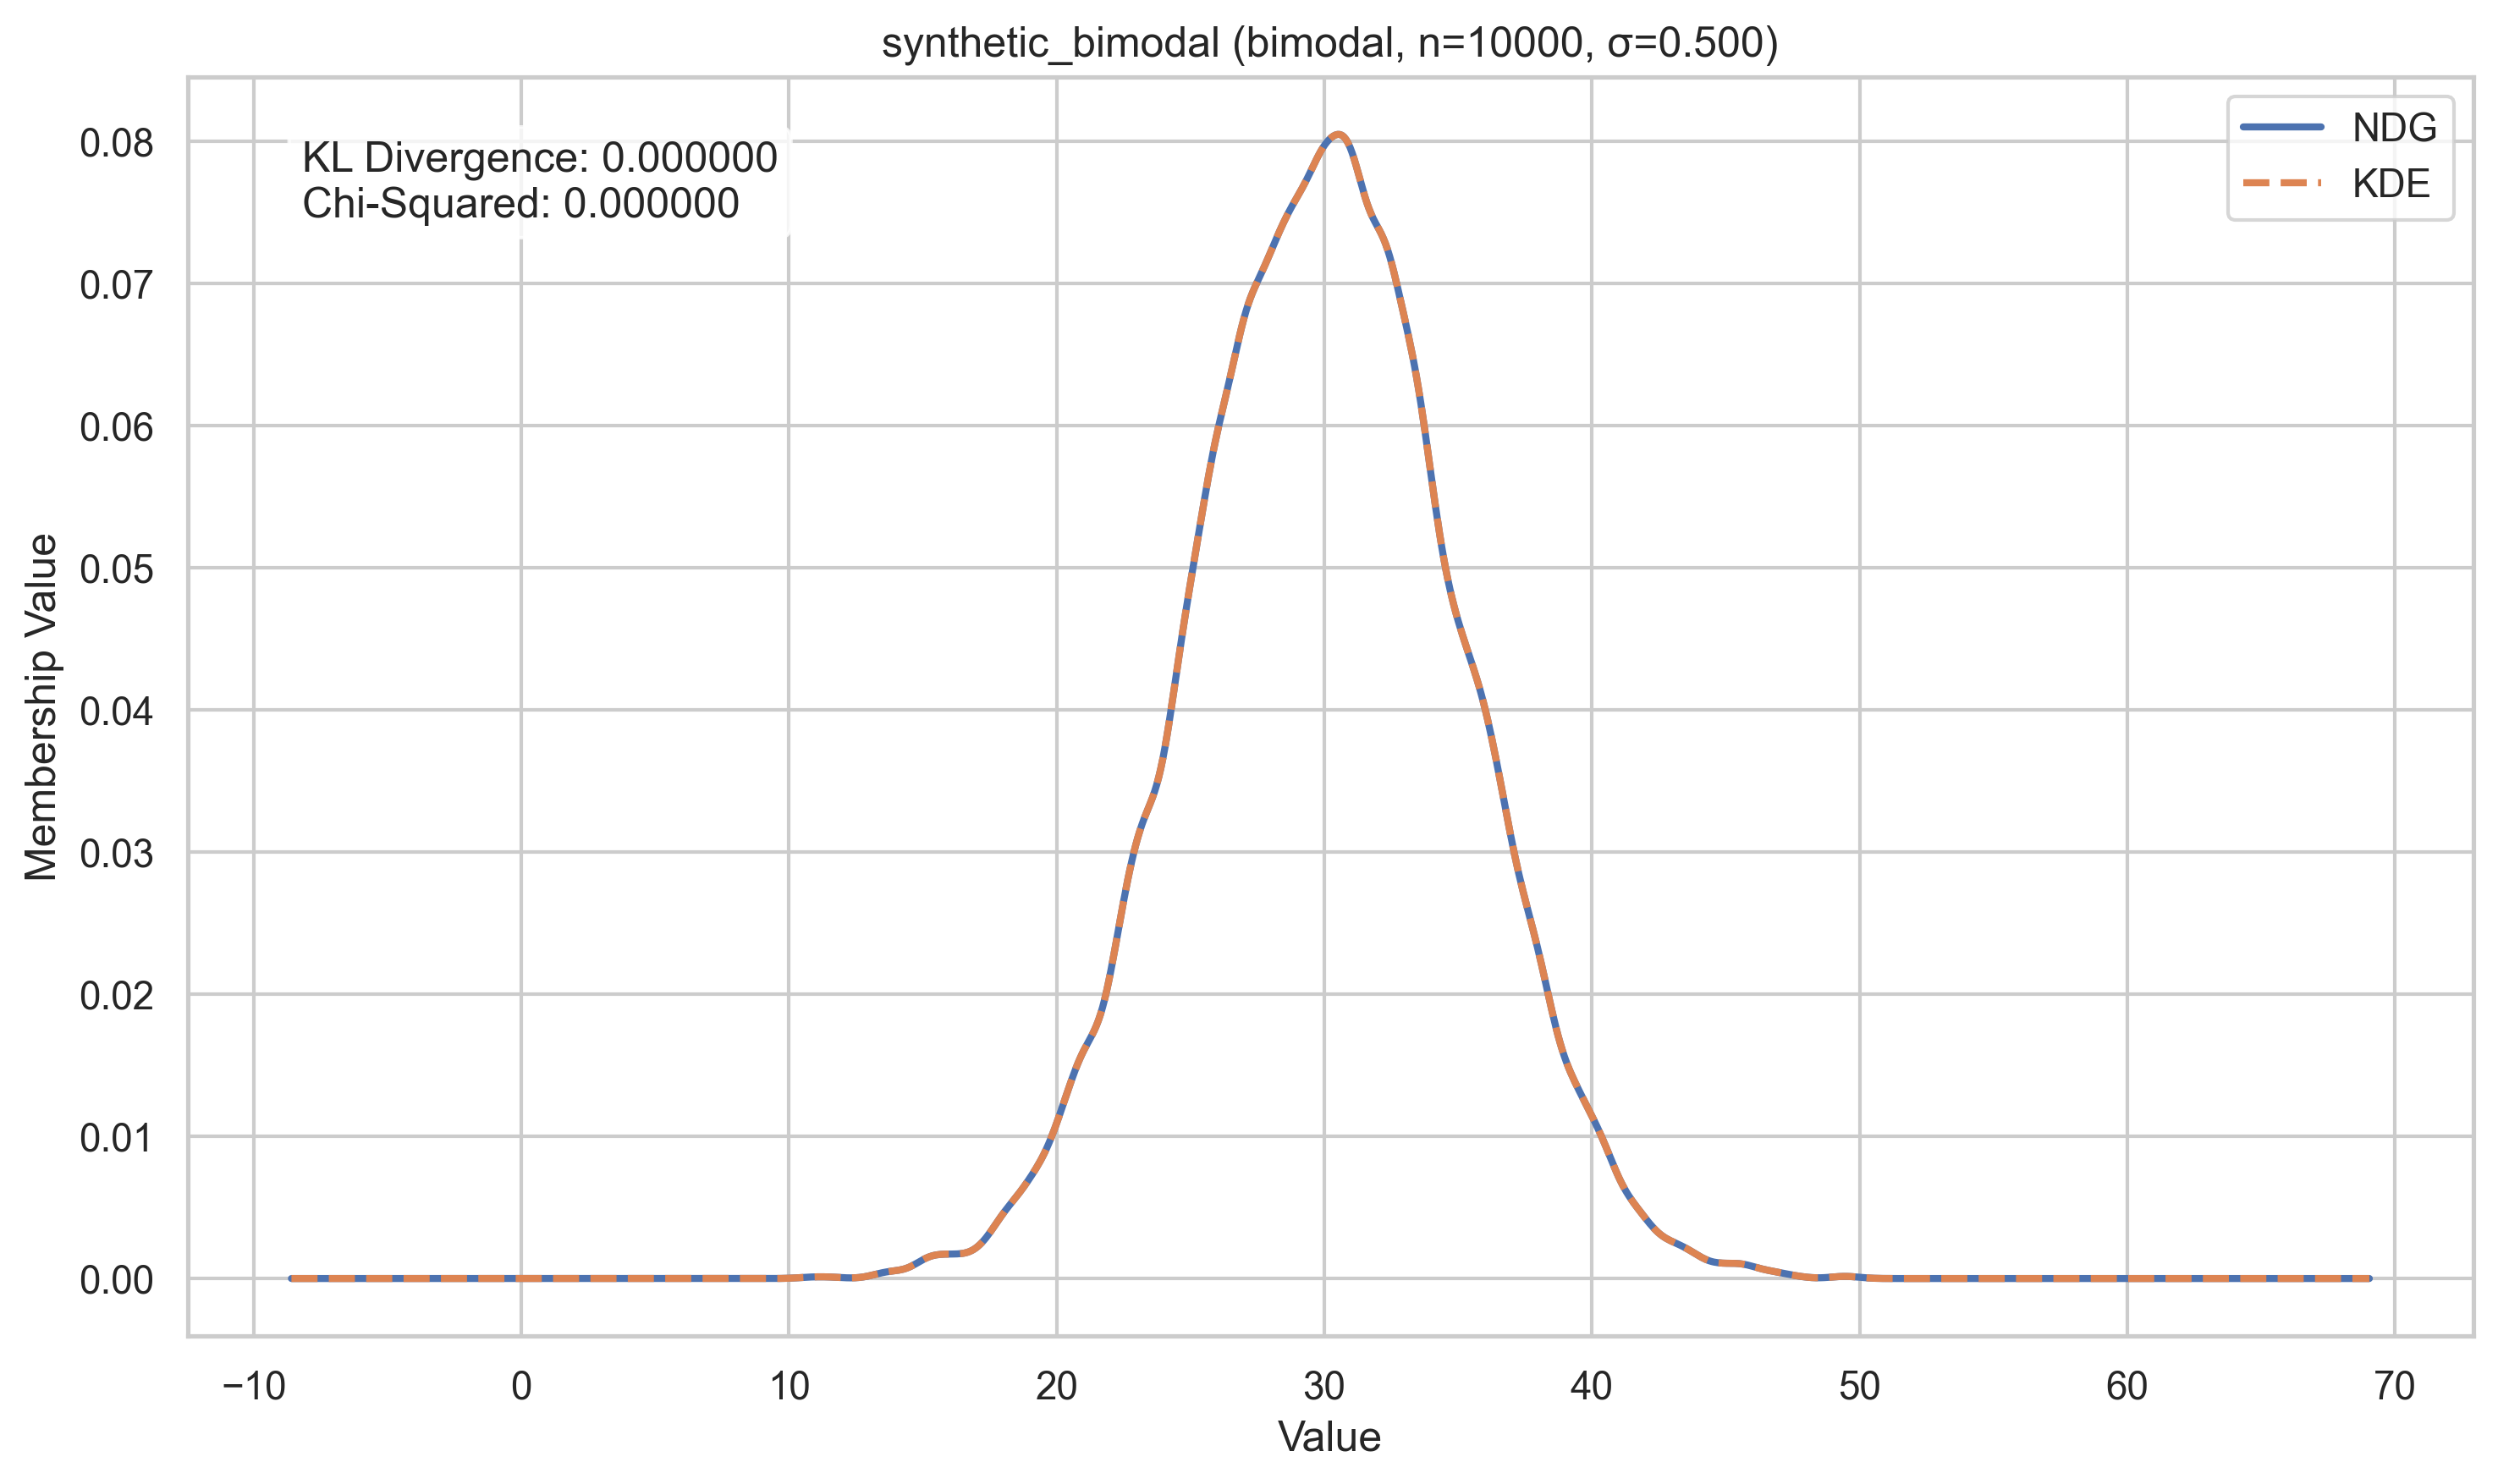 synthetic_bimodal (bimodal, n=10000, σ=0.500)
KL Divergence: 0.000000
Chi-Squared: 0.000000
NDG
KDE
Membership Value
0.08
0.07
0.06
0.05
0.04
0.03
0.02
0.01
0.00
−10 0 10 20 30 40 50 60 70
Value